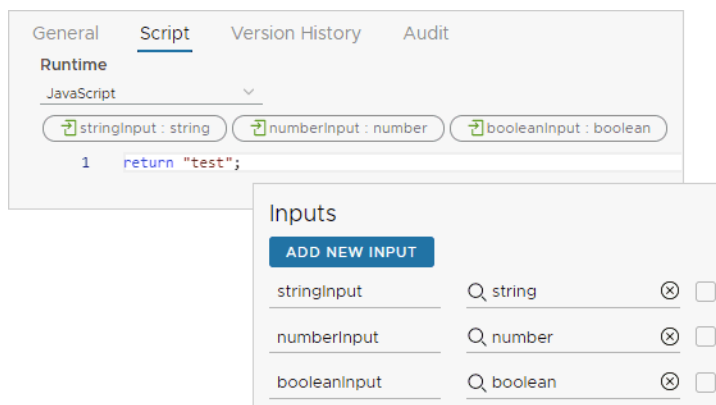 General Script Version History Audit
Runtime
JavaScript
stringInput : string numberInput : number booleanInput : boolean
1 return "test";
Inputs
ADD NEW INPUT
stringInput string
numberInput number
booleanInput boolean